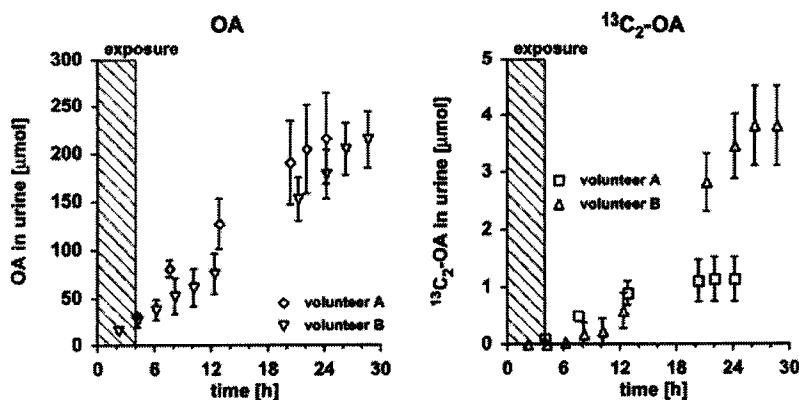 OA
exposure
300
250
200
150
100
50
0
OA in urine [µmol]
0 6 12 18 24 30
time [h]
volunteer A
volunteer B
¹³C₂-OA
exposure
5
4
3
2
1
0
¹³C₂-OA in urine [µmol]
0 6 12 18 24 30
time [h]
volunteer A
volunteer B